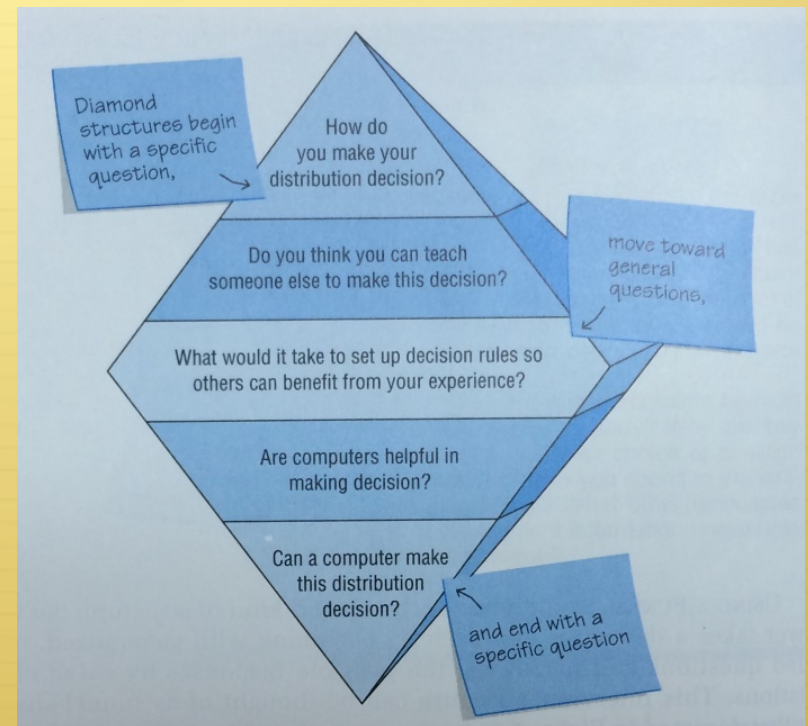 Diamond
structures begin
with a specific
question,
How do
you make your
distribution decision?
Do you think you can teach
someone else to make this decision?
move toward
general
questions,
What would it take to set up decision rules so
others can benefit from your experience?
Are computers helpful in
making decision?
Can a computer make
this distribution
decision?
and end with a
specific question